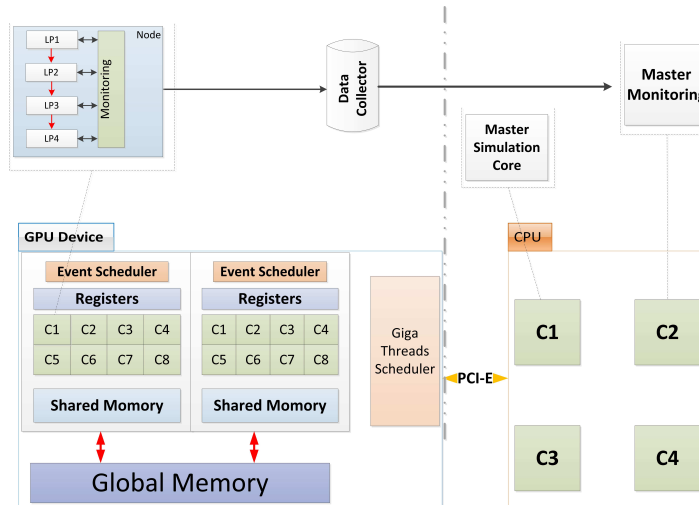 Node
LP1
LP2
LP3
LP4
Monitoring
Data
Collector
Master
Monitoring
Master
Simulation
Core
GPU Device
CPU
Event Scheduler
Event Scheduler
Registers
Registers
C1 C2 C3 C4
C5 C6 C7 C8
C1 C2 C3 C4
C5 C6 C7 C8
Shared Momory
Shared Momory
Global Memory
Giga
Threads
Scheduler
PCI-E
C1
C2
C3
C4